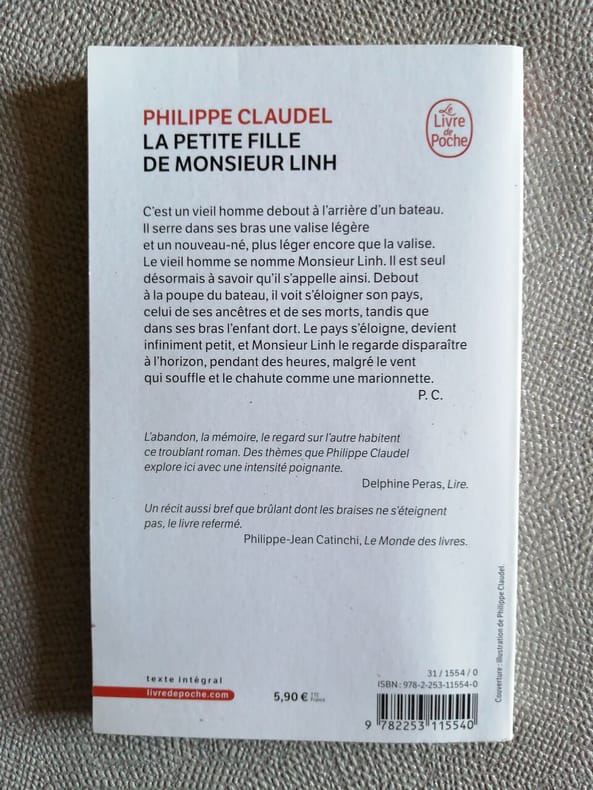 PHILIPPE CLAUDEL
LA PETITE FILLE
DE MONSIEUR LINH
Le
Livre
de
Poche
C'est un vieil homme debout à l'arrière d'un bateau.
Il serre dans ses bras une valise légère
et un nouveau-né, plus léger encore que la valise.
Le vieil homme se nomme Monsieur Linh. Il est seul
désormais à savoir qu'il s'appelle ainsi. Debout
à la poupe du bateau, il voit s'éloigner son pays,
celui de ses ancêtres et de ses morts, tandis que
dans ses bras l'enfant dort. Le pays s'éloigne, devient
infiniment petit, et Monsieur Linh le regarde disparaître
à l'horizon, pendant des heures, malgré le vent
qui souffle et le chahute comme une marionnette.
P. C.
L'abandon, la mémoire, le regard sur l'autre habitent
ce troublant roman. Des thèmes que Philippe Claudel
explore ici avec une intensité poignante.
Delphine Peras, Lire.
Un récit aussi bref que brûlant dont les braises ne s'éteignent
pas, le livre refermé.
Philippe-Jean Catinchi, Le Monde des livres.
Couverture : illustration de Philippe Claudel.
texte intégral
livredepoche.com
5,90 € TTC
France
31 / 1554 / 0
ISBN : 978-2-253-11554-0
9 782253 115540